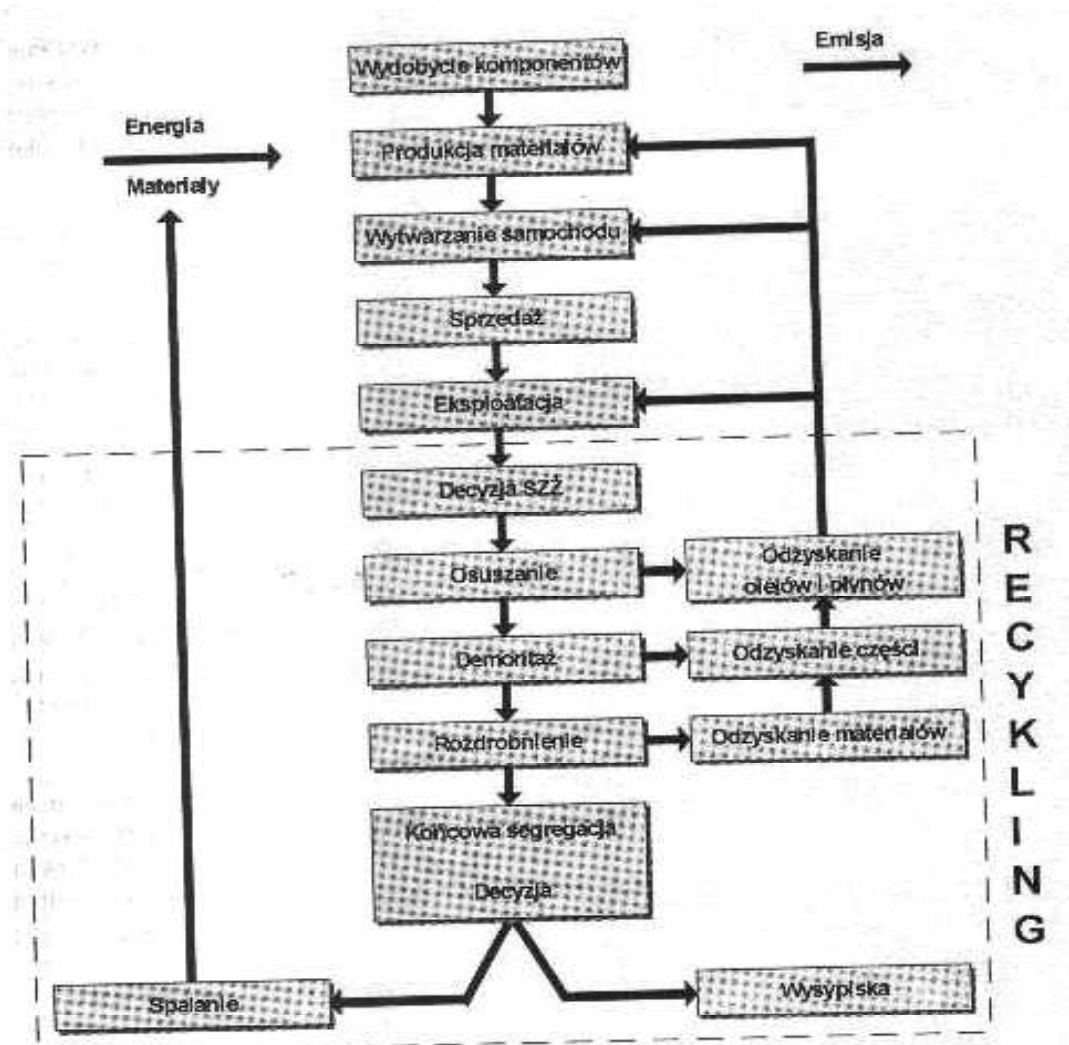 Emisja
Wydobycie komponentów
Energia
Materiały
Produkcja materiałów
Wytwarzanie samochodu
Sprzedaż
Eksploatacja
Decyzja SZŻ
Osuszanie
Odzyskanie
olejów i płynów
Demontaż
Odzyskanie części
Rozdrobnienie
Odzyskanie materiałów
Końcowa segregacja
Decyzja
Spalanie
Wysypiska
RECYKLING